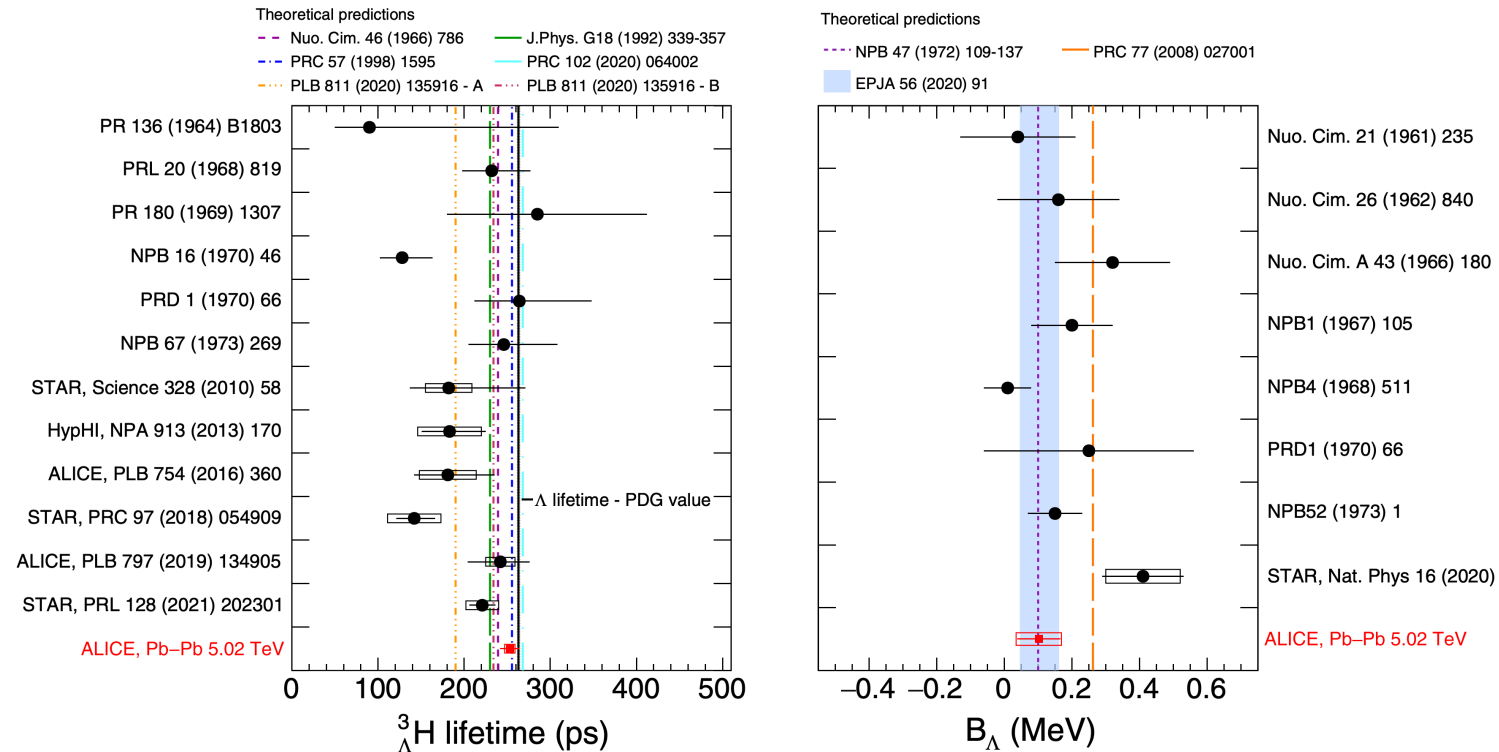 Theoretical predictions
Nuo. Cim. 46 (1966) 786
J.Phys. G18 (1992) 339-357
PRC 57 (1998) 1595
PRC 102 (2020) 064002
PLB 811 (2020) 135916 - A
PLB 811 (2020) 135916 - B
PR 136 (1964) B1803
PRL 20 (1968) 819
PR 180 (1969) 1307
NPB 16 (1970) 46
PRD 1 (1970) 66
NPB 67 (1973) 269
STAR, Science 328 (2010) 58
HypHI, NPA 913 (2013) 170
ALICE, PLB 754 (2016) 360
Λ lifetime - PDG value
STAR, PRC 97 (2018) 054909
ALICE, PLB 797 (2019) 134905
STAR, PRL 128 (2021) 202301
ALICE, Pb−Pb 5.02 TeV
0 100 200 300 400 500
³ΛH lifetime (ps)
Theoretical predictions
NPB 47 (1972) 109-137
PRC 77 (2008) 027001
EPJA 56 (2020) 91
Nuo. Cim. 21 (1961) 235
Nuo. Cim. 26 (1962) 840
Nuo. Cim. A 43 (1966) 180
NPB1 (1967) 105
NPB4 (1968) 511
PRD1 (1970) 66
NPB52 (1973) 1
STAR, Nat. Phys 16 (2020)
ALICE, Pb−Pb 5.02 TeV
−0.4 −0.2 0 0.2 0.4 0.6
BΛ (MeV)